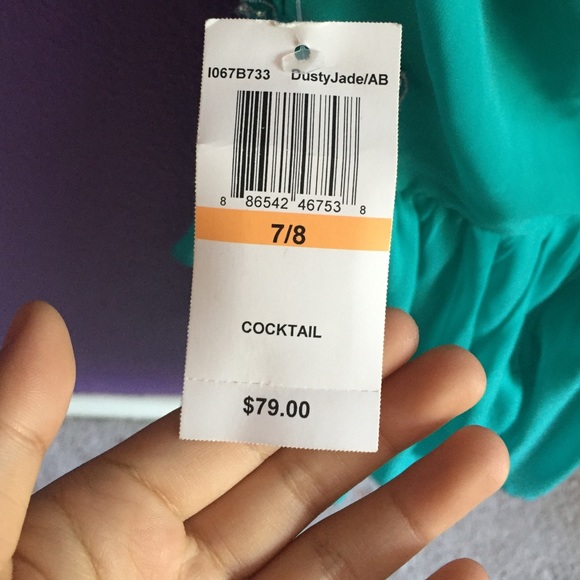 I067B733 DustyJade/AB
8 86542 46753 8
7/8
COCKTAIL
$79.00